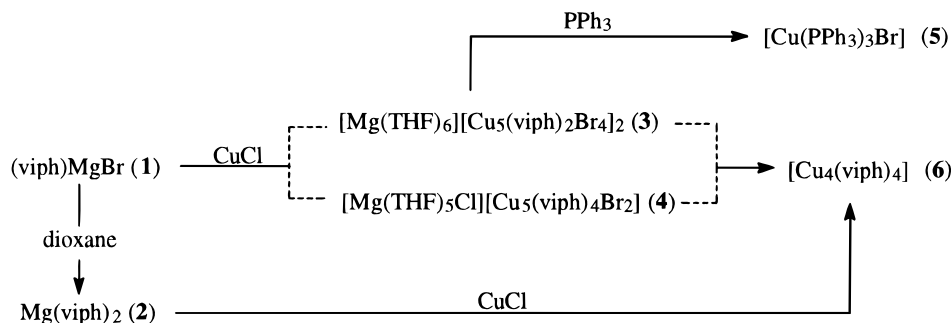 PPh₃
[Cu(PPh₃)₃Br] (5)
[Mg(THF)₆][Cu₅(viph)₂Br₄]₂ (3)
(viph)MgBr (1)
CuCl
[Cu₄(viph)₄] (6)
[Mg(THF)₅Cl][Cu₅(viph)₄Br₂] (4)
dioxane
Mg(viph)₂ (2)
CuCl